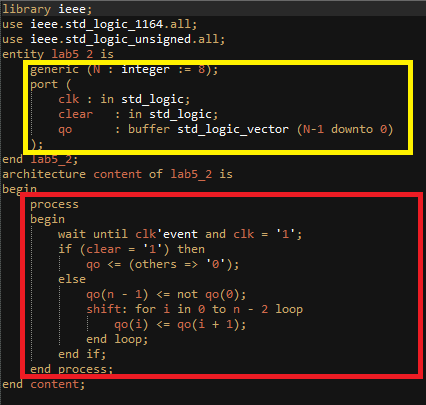 library ieee;
use ieee.std_logic_1164.all;
use ieee.std_logic_unsigned.all;
entity lab5_2 is
generic (N : integer := 8);
port (
clk : in std_logic;
clear : in std_logic;
qo : buffer std_logic_vector (N-1 downto 0)
);
end lab5_2;
architecture content of lab5_2 is
begin
process
begin
wait until clk'event and clk = '1';
if (clear = '1') then
qo <= (others => '0');
else
qo(n - 1) <= not qo(0);
shift: for i in 0 to n - 2 loop
qo(i) <= qo(i + 1);
end loop;
end if;
end process;
end content;